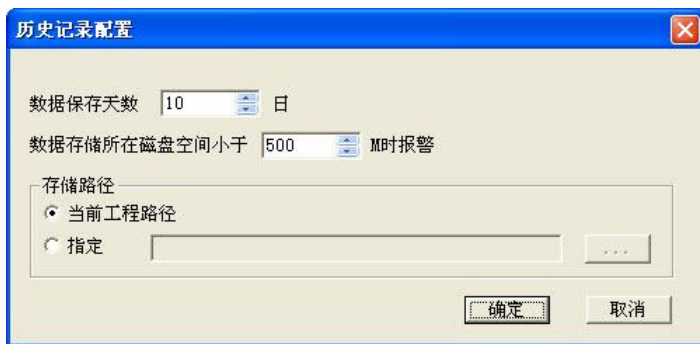 历史记录配置
数据保存天数 10 日
数据存储所在磁盘空间小于 500 M时报警
存储路径
当前工程路径
指定 ...
确定 取消